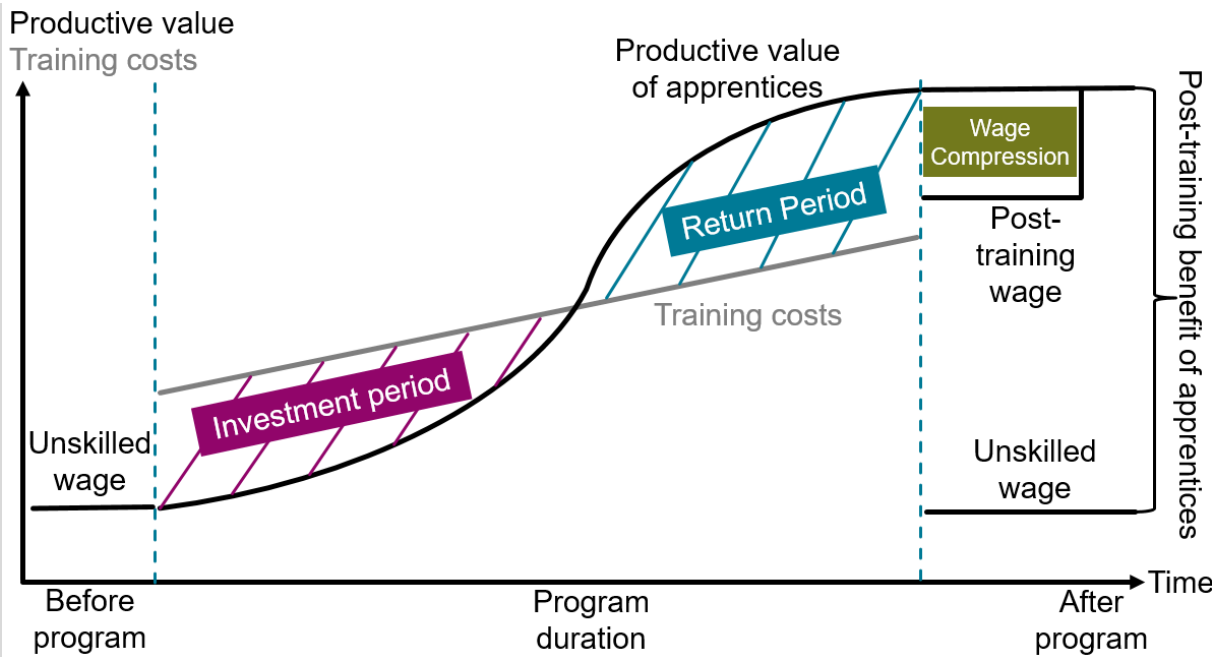 Productive value
Training costs
Productive value
of apprentices
Wage
Compression
Return Period
Post-
training
wage
Training costs
Investment period
Unskilled
wage
Unskilled
wage
Post-training benefit of apprentices
Time
Before
program
Program
duration
After
program